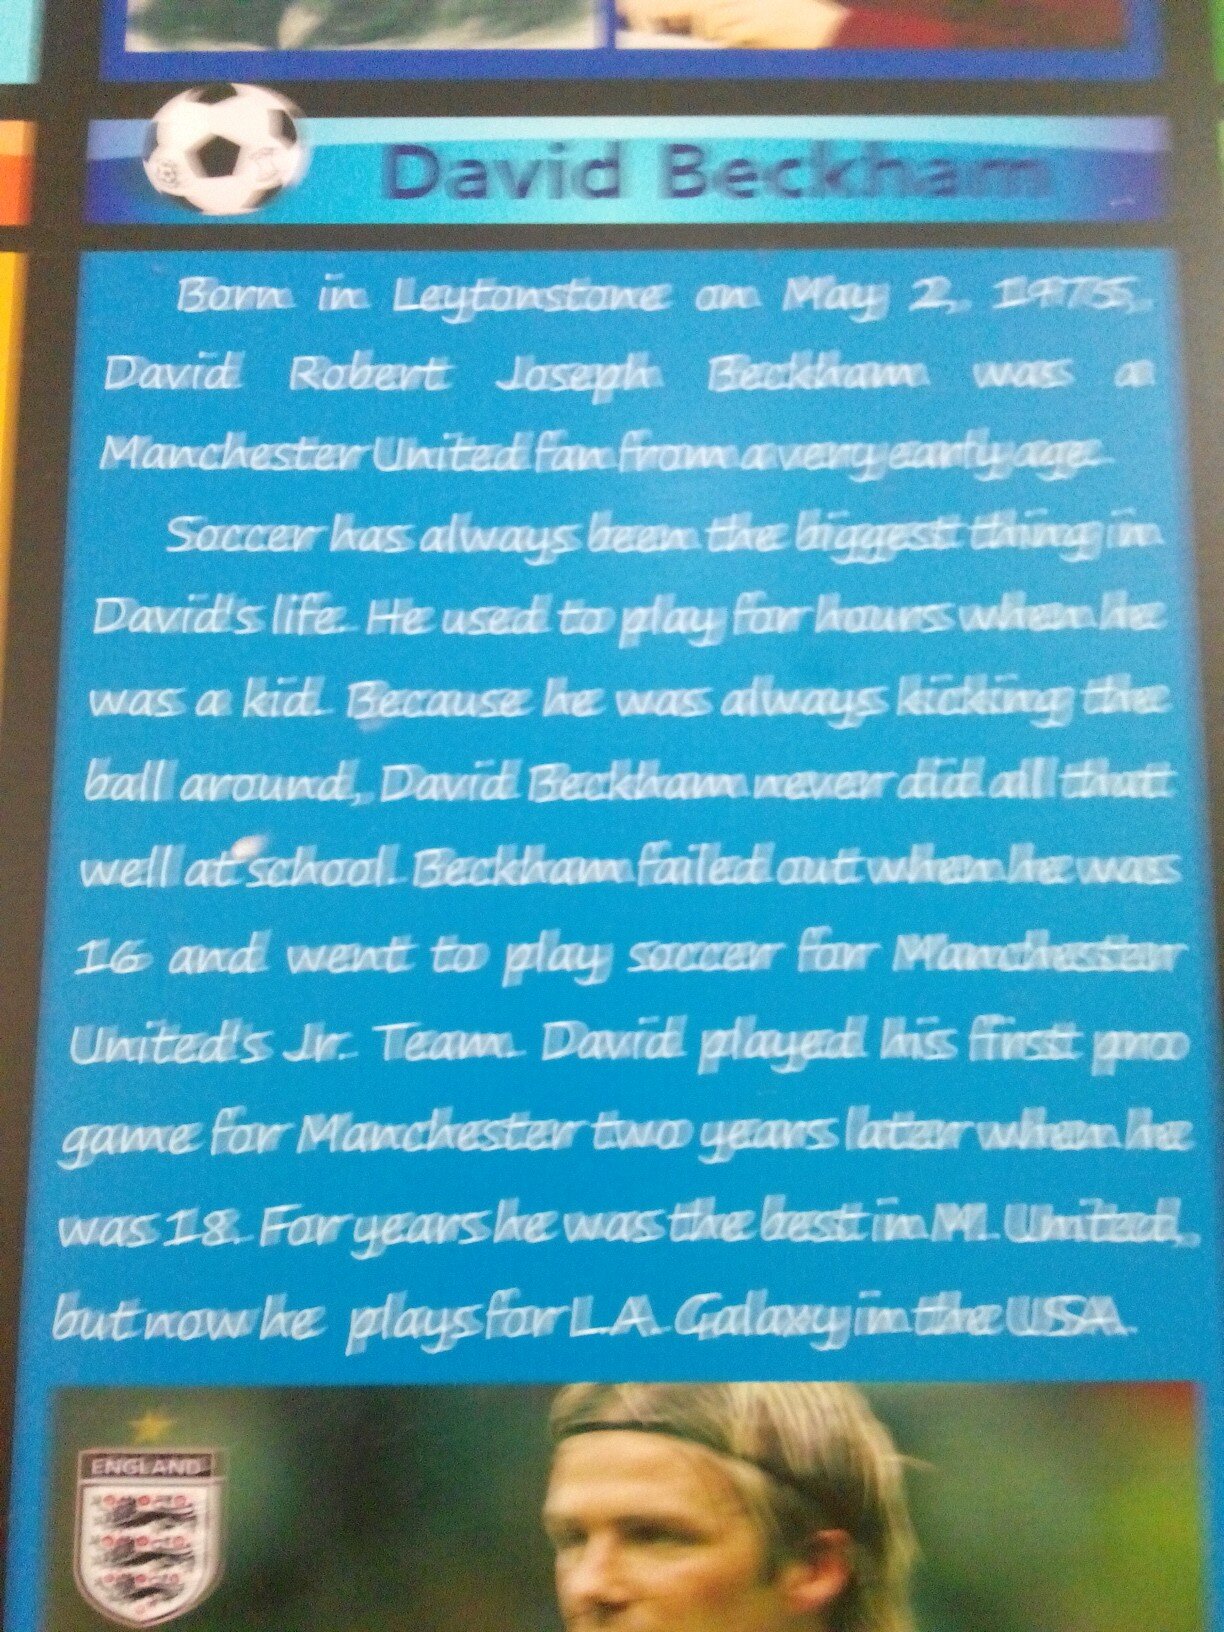 David Beckham
Born in Leytonstone on May 2, 1975,
David Robert Joseph Beckham was a
Manchester United fan from a very early age.
Soccer has always been the biggest thing in
David's life. He used to play for hours when he
was a kid. Because he was always kicking the
ball around, David Beckham never did all that
well at school. Beckham failed out when he was
16 and went to play soccer for Manchester
United's Jr. Team. David played his first pro
game for Manchester two years later when he
was 18. For years he was the best in M. United,
but now he plays for L.A. Galaxy in the USA.
ENGLAND